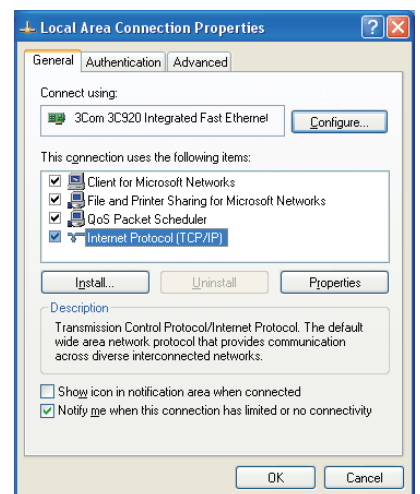 Local Area Connection Properties
General Authentication Advanced
Connect using:
3Com 3C920 Integrated Fast Ethernet
Configure...
This connection uses the following items:
Client for Microsoft Networks
File and Printer Sharing for Microsoft Networks
QoS Packet Scheduler
Internet Protocol (TCP/IP)
Install... Uninstall Properties
Description
Transmission Control Protocol/Internet Protocol. The default
wide area network protocol that provides communication
across diverse interconnected networks.
Show icon in notification area when connected
Notify me when this connection has limited or no connectivity
OK Cancel